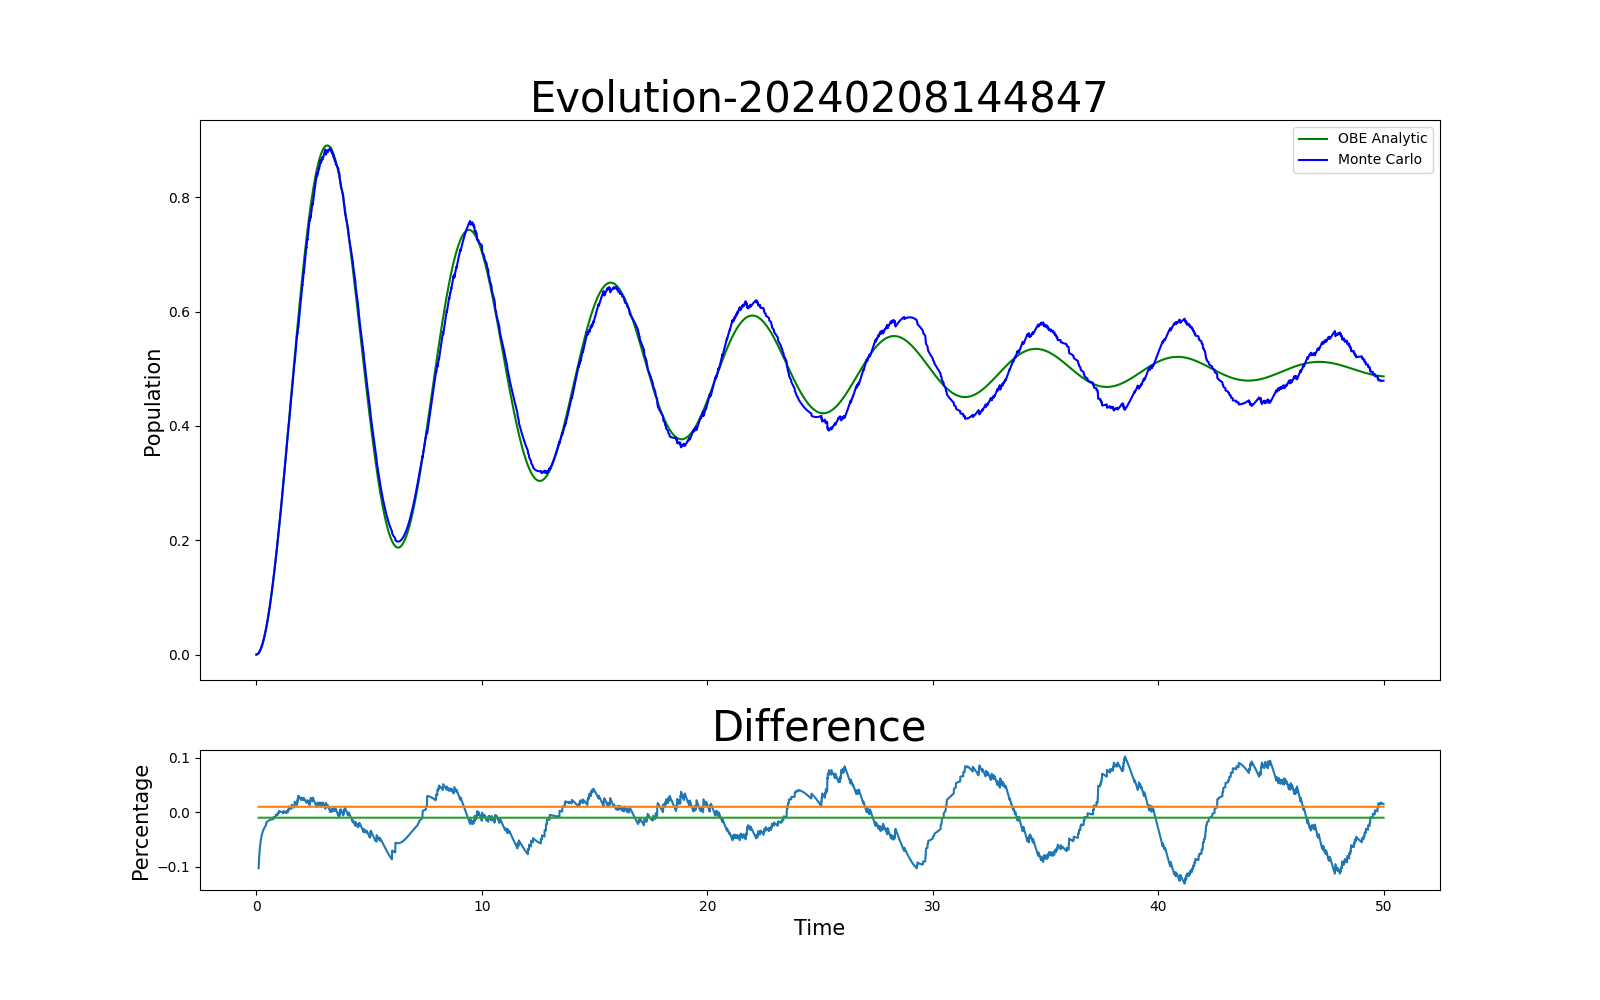 Evolution-20240208144847
OBE Analytic
Monte Carlo
Population
0.8
0.6
0.4
0.2
0.0
Difference
Percentage
0.1
0.0
−0.1
0 10 20 30 40 50
Time